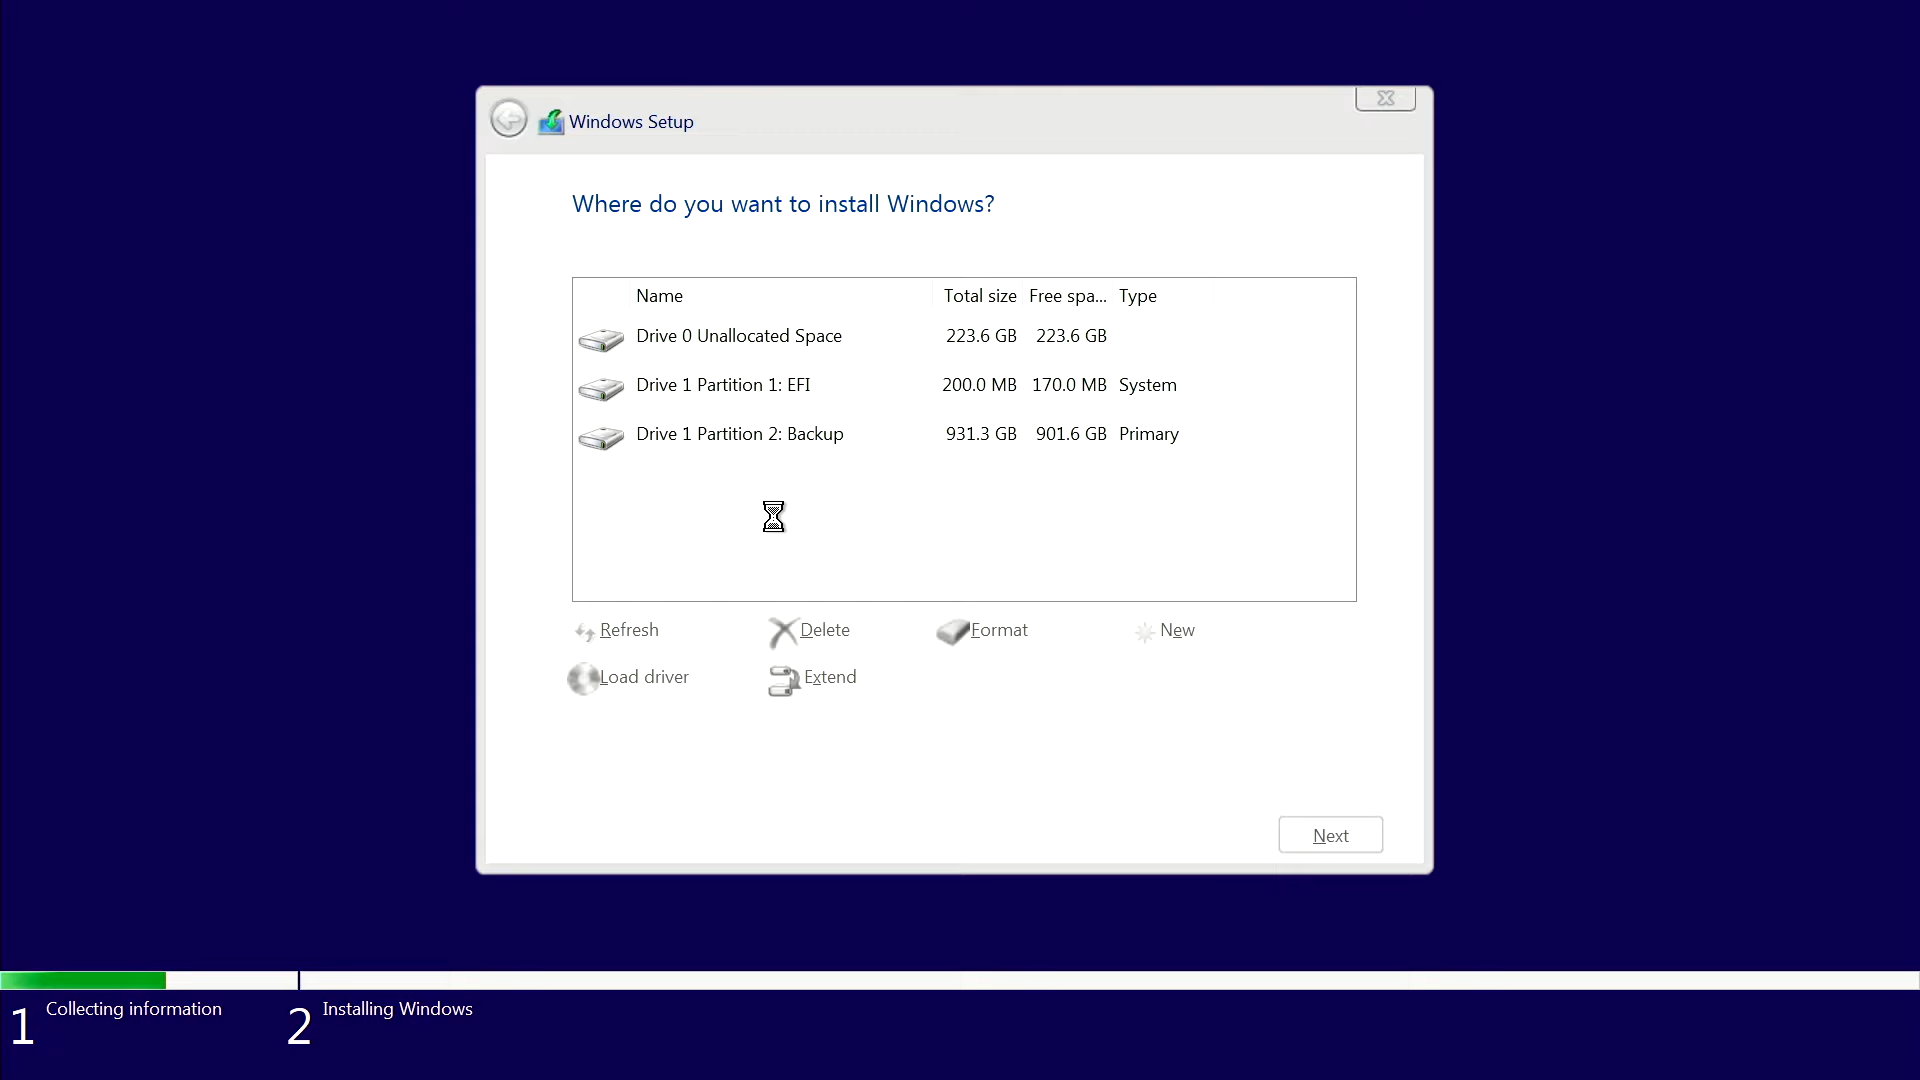 Windows Setup
Where do you want to install Windows?
Name Total size Free spa... Type
Drive 0 Unallocated Space 223.6 GB 223.6 GB
Drive 1 Partition 1: EFI 200.0 MB 170.0 MB System
Drive 1 Partition 2: Backup 931.3 GB 901.6 GB Primary
Refresh Delete Format New
Load driver Extend
Next
1 Collecting information 2 Installing Windows